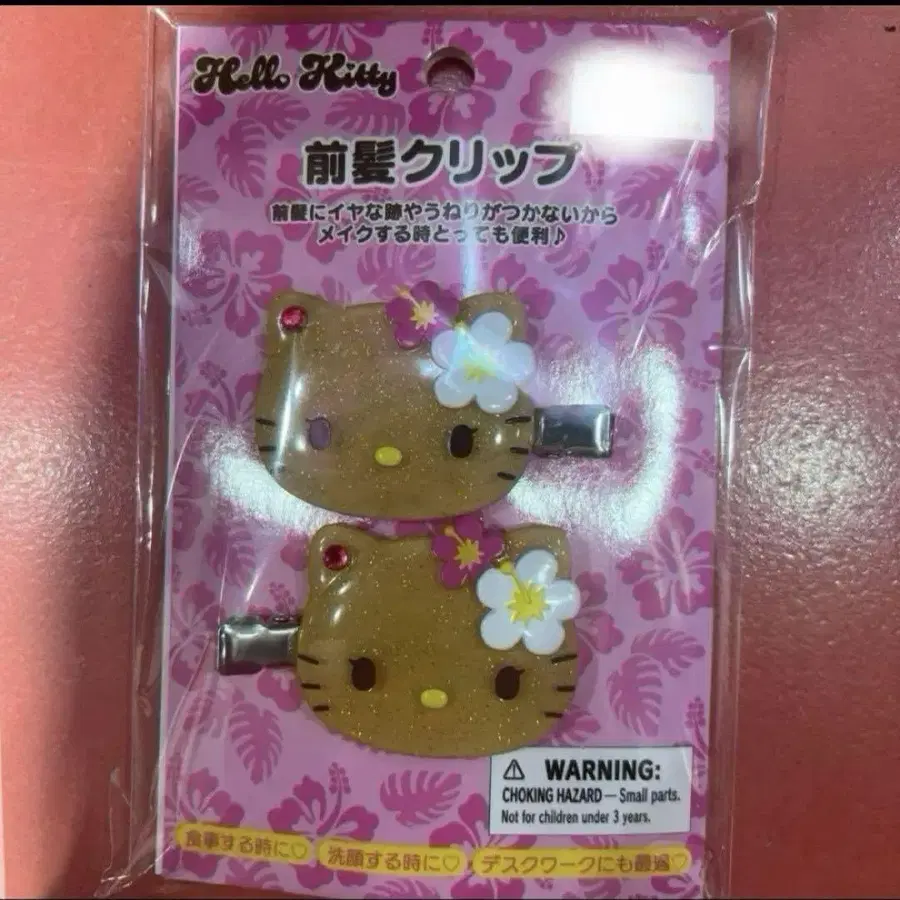 Hello Kitty
前髪クリップ
前髪にイヤな跡やうねりがつかないから
メイクする時とっても便利♪
⚠ WARNING:
CHOKING HAZARD — Small parts.
Not for children under 3 years.
食事する時に♡ 洗顔する時に♡ デスクワークにも最適♡